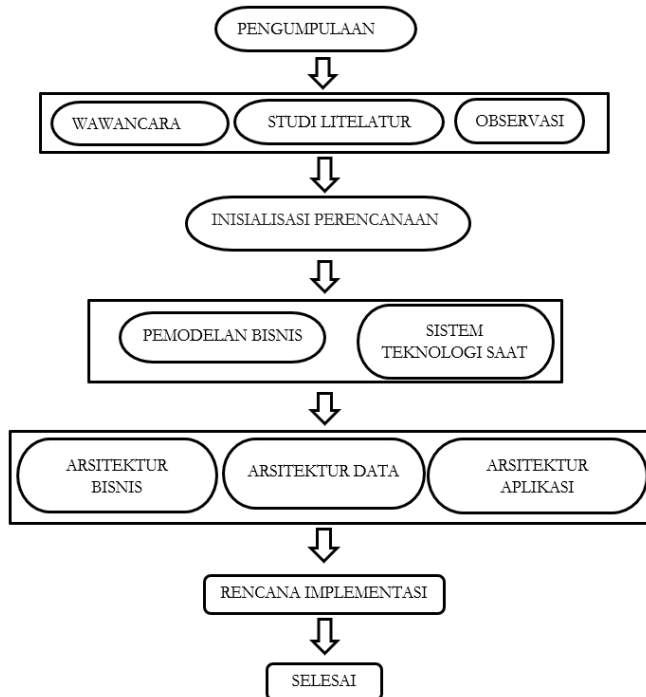 PENGUMPULAAN
WAWANCARA
STUDI LITELATUR
OBSERVASI
INISIALISASI PERENCANAAN
PEMODELAN BISNIS
SISTEM
TEKNOLOGI SAAT
ARSITEKTUR
BISNIS
ARSITEKTUR DATA
ARSITEKTUR
APLIKASI
RENCANA IMPLEMENTASI
SELESAI